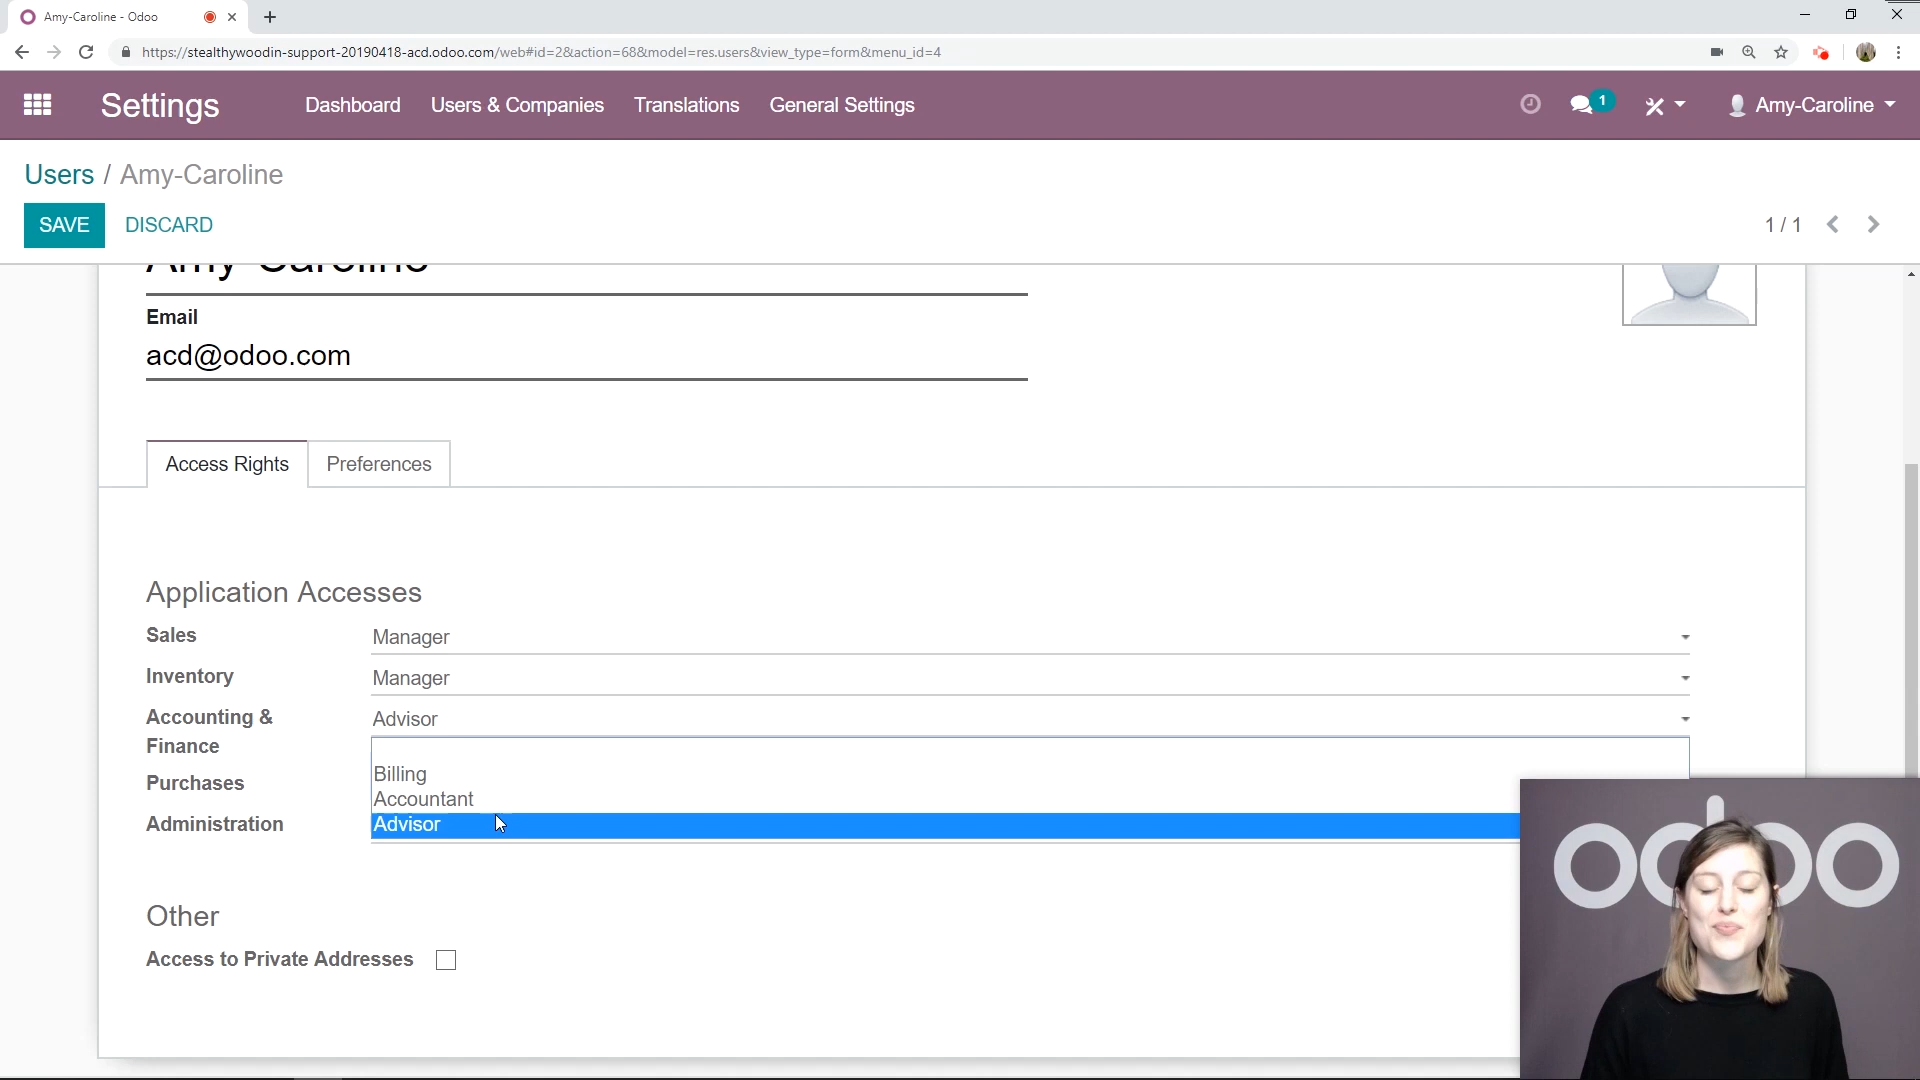 Amy-Caroline - Odoo
https://stealthywoodin-support-20190418-acd.odoo.com/web#id=2&action=68&model=res.users&view_type=form&menu_id=4
Settings
Dashboard
Users & Companies
Translations
General Settings
1
Amy-Caroline
Users / Amy-Caroline
SAVE
DISCARD
1 / 1
Amy-Caroline
Email
acd@odoo.com
Access Rights
Preferences
Application Accesses
Sales
Manager
Inventory
Manager
Accounting &
Finance
Advisor
Billing
Accountant
Advisor
Purchases
Administration
Other
Access to Private Addresses
odoo